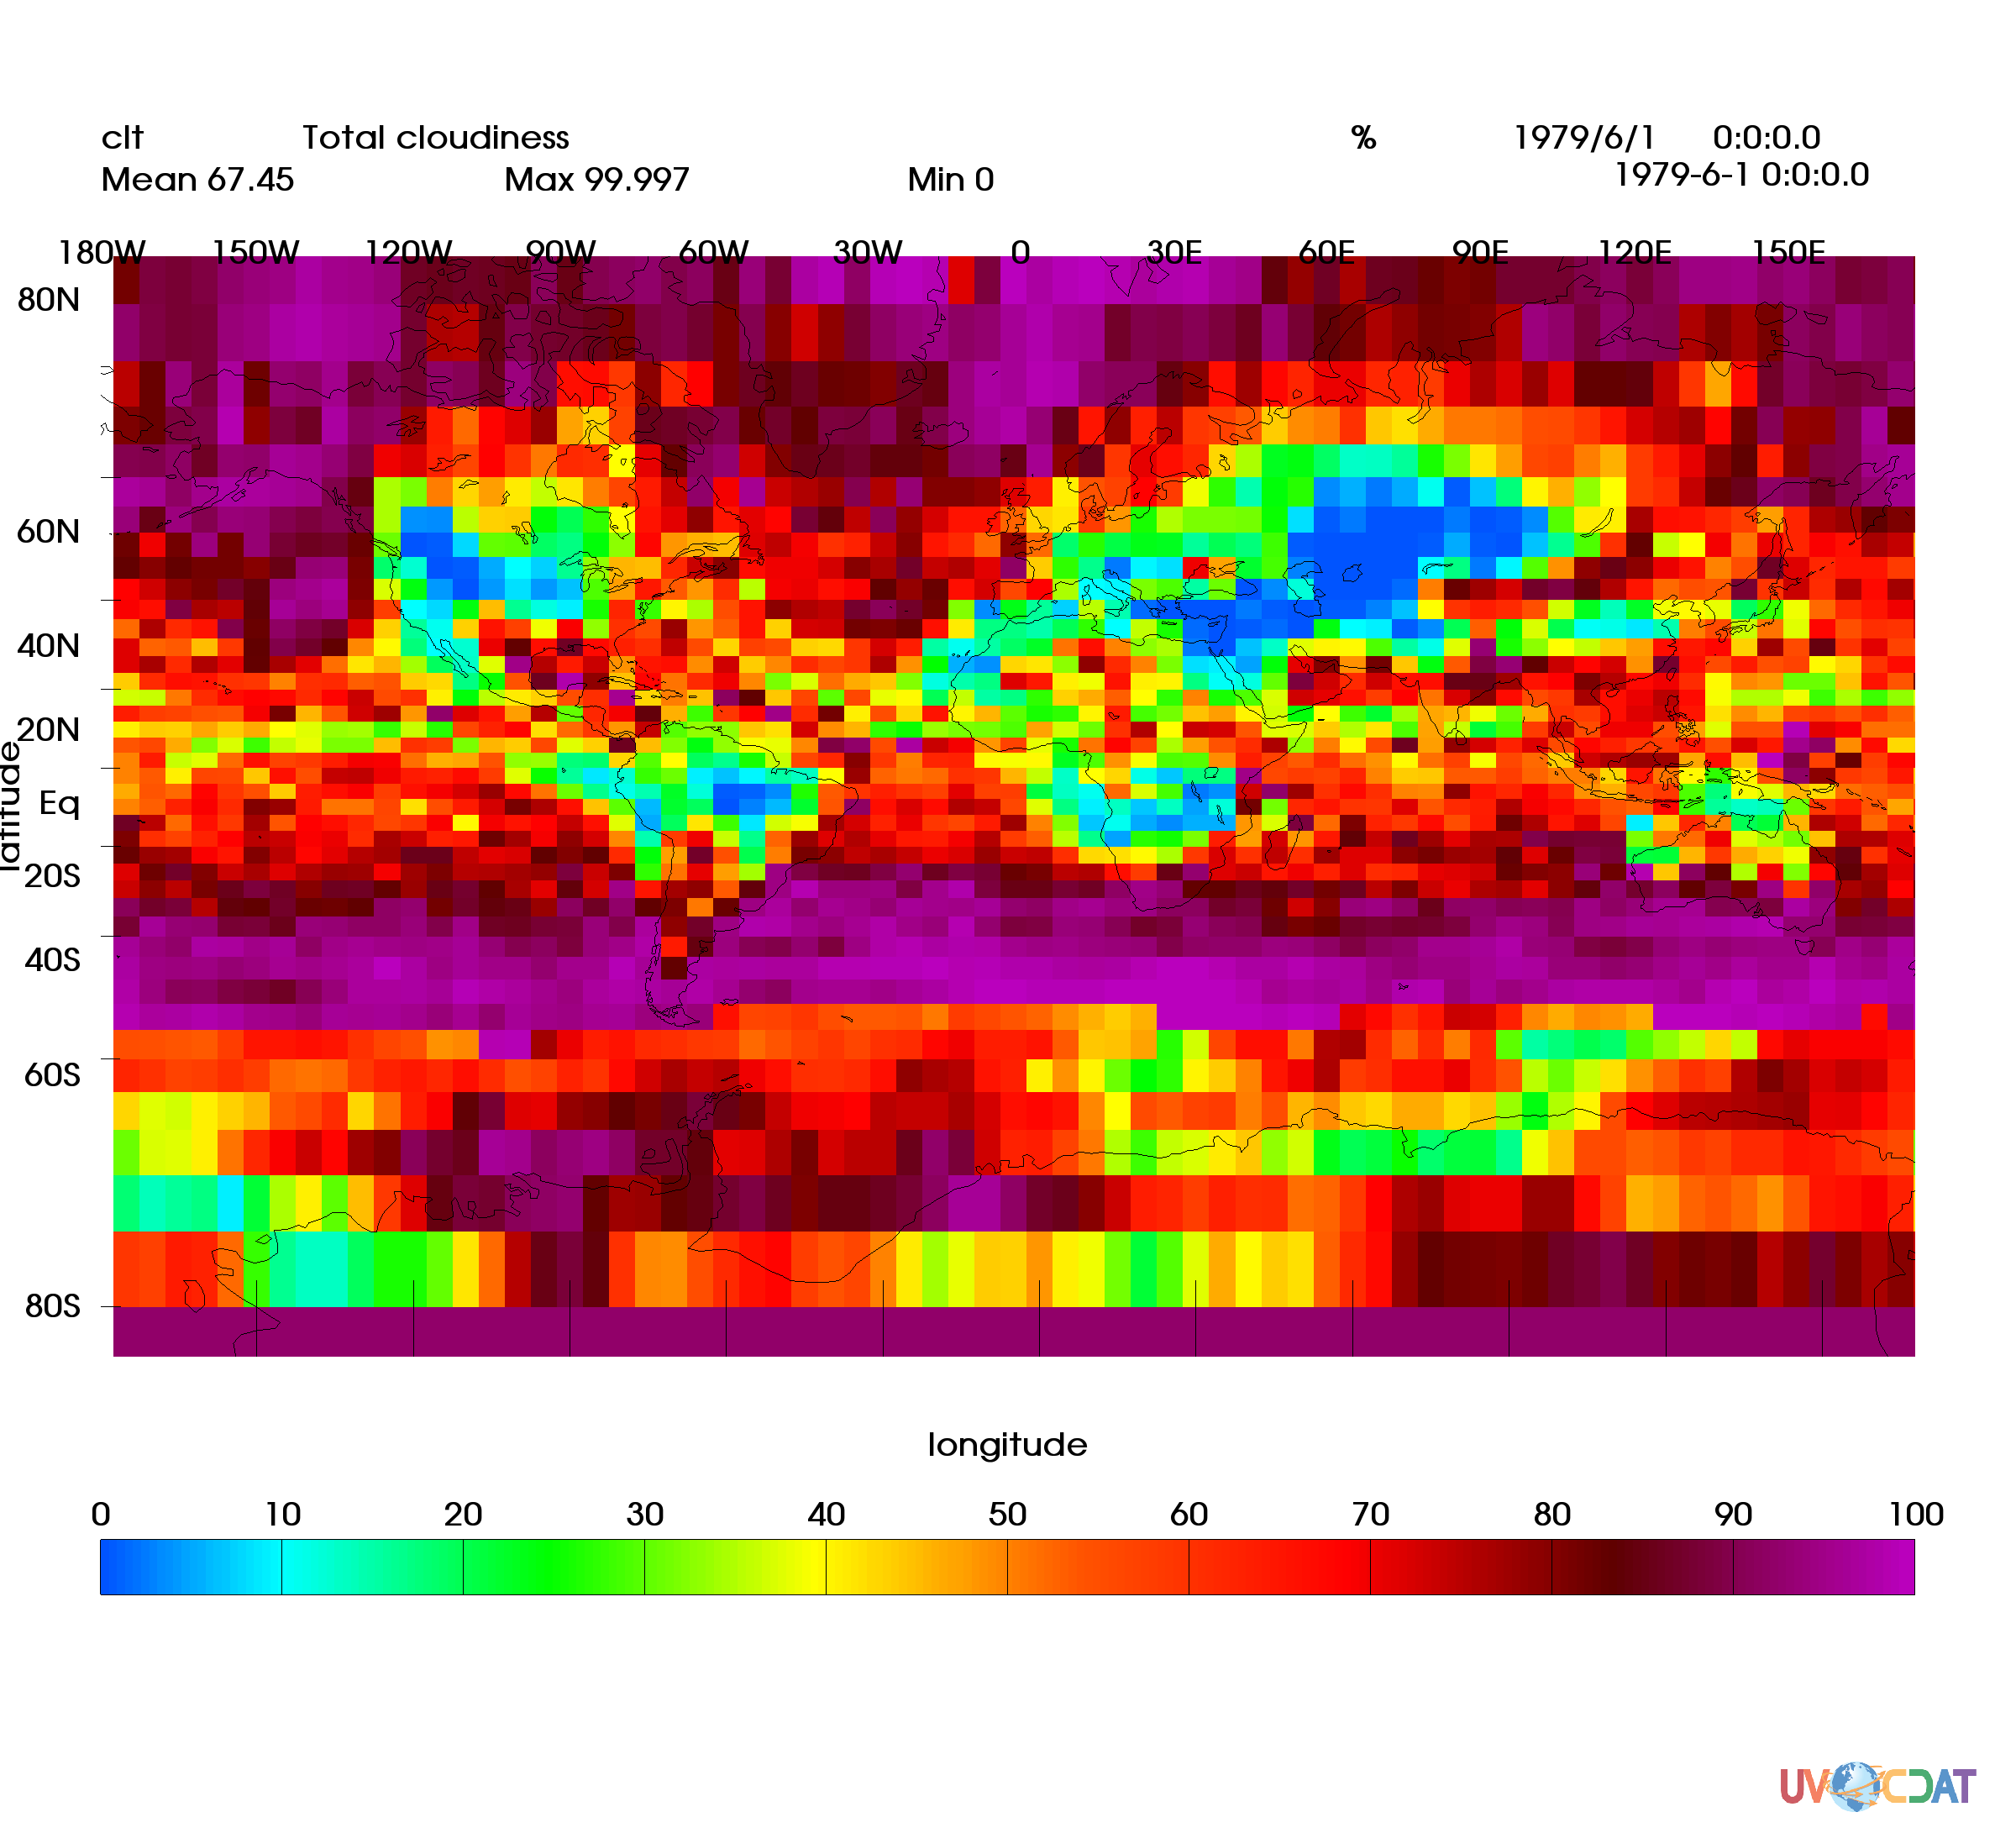 clt Total cloudiness % 1979/6/1 0:0:0.0
Mean 67.45 Max 99.997 Min 0 1979-6-1 0:0:0.0
180W 150W 120W 90W 60W 30W 0 30E 60E 90E 120E 150E
80N
60N
40N
20N
latitude
Eq
20S
40S
60S
80S
longitude
0 10 20 30 40 50 60 70 80 90 100
UV CDAT